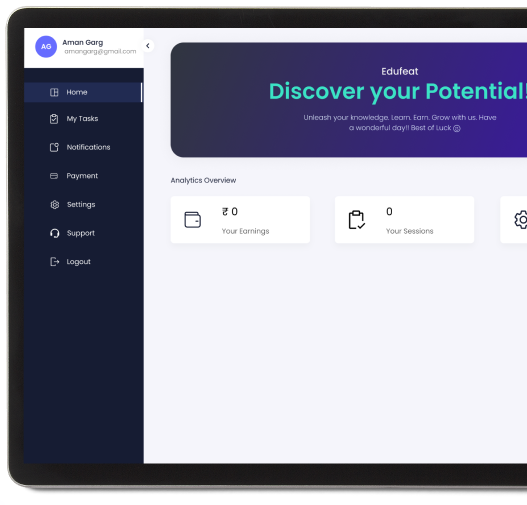 AG
Aman Garg
amangarg@gmail.com
Home
My Tasks
Notifications
Payment
Settings
Support
Logout
Edufeat
Discover your Potential!
Unleash your knowledge. Learn. Earn. Grow with us. Have
a wonderful day!! Best of Luck ☺
Analytics Overview
₹ 0
Your Earnings
0
Your Sessions